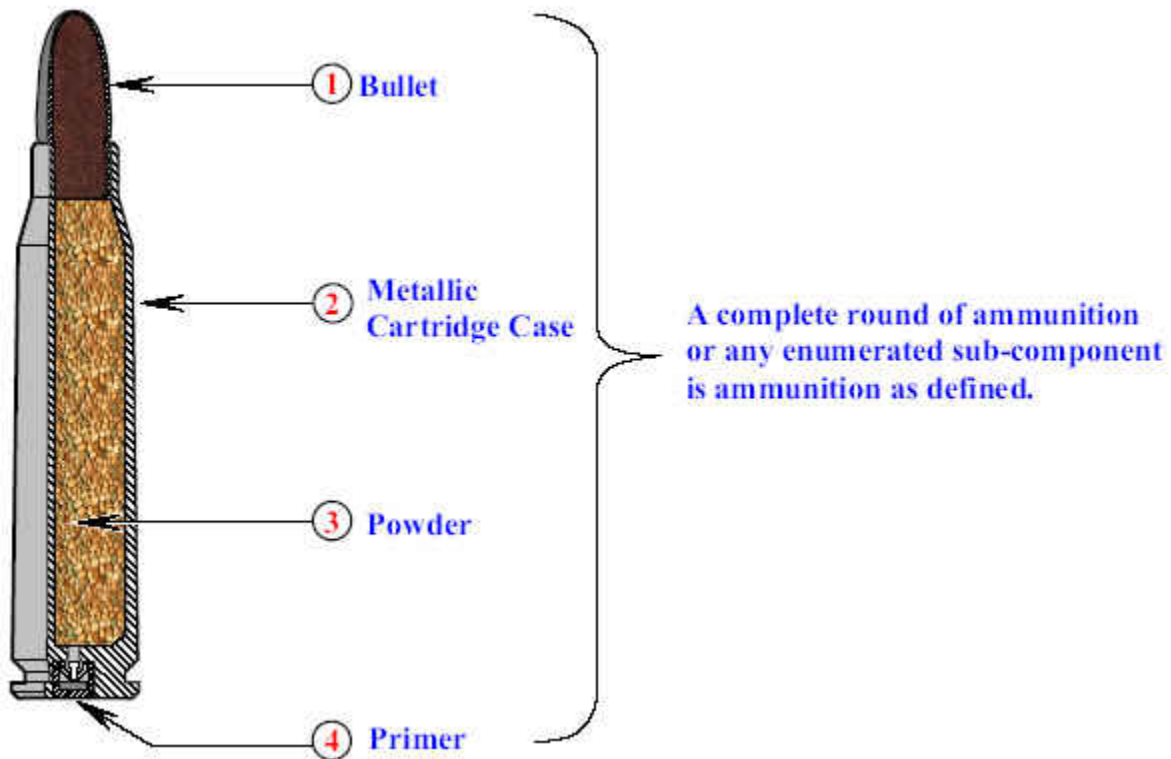 1 Bullet
2 Metallic
Cartridge Case
A complete round of ammunition
or any enumerated sub-component
is ammunition as defined.
3 Powder
4 Primer